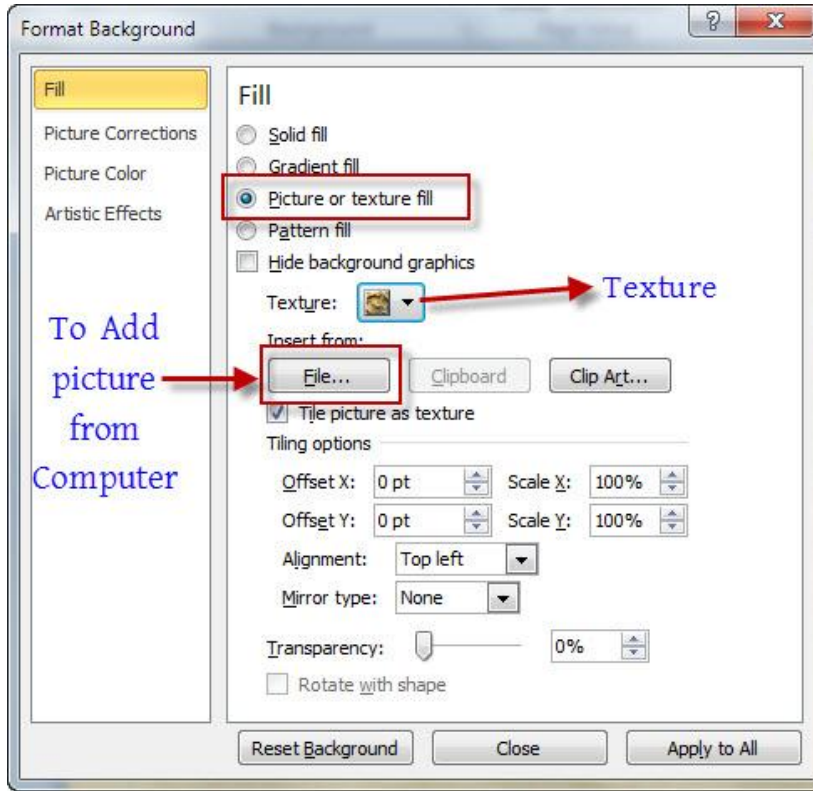 Format Background
Fill
Picture Corrections
Picture Color
Artistic Effects
To Add
picture
from
Computer
Fill
Solid fill
Gradient fill
Picture or texture fill
Pattern fill
Hide background graphics
Texture:
Texture
Insert from:
File... Clipboard Clip Art...
Tile picture as texture
Tiling options
Offset X: 0 pt Scale X: 100%
Offset Y: 0 pt Scale Y: 100%
Alignment: Top left
Mirror type: None
Transparency: 0%
Rotate with shape
Reset Background Close Apply to All